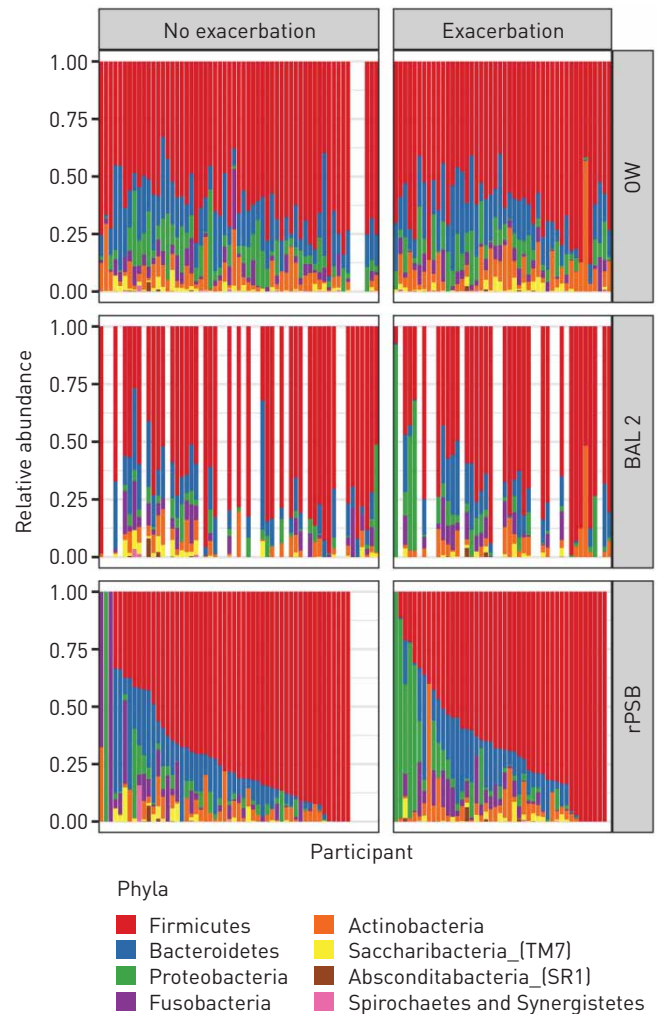 No exacerbation
Exacerbation
1.00
0.75
0.50
0.25
0.00
OW
1.00
0.75
0.50
0.25
0.00
BAL 2
1.00
0.75
0.50
0.25
0.00
rPSB
Relative abundance
Participant
Phyla
Firmicutes
Bacteroidetes
Proteobacteria
Fusobacteria
Actinobacteria
Saccharibacteria_(TM7)
Absconditabacteria_(SR1)
Spirochaetes and Synergistetes